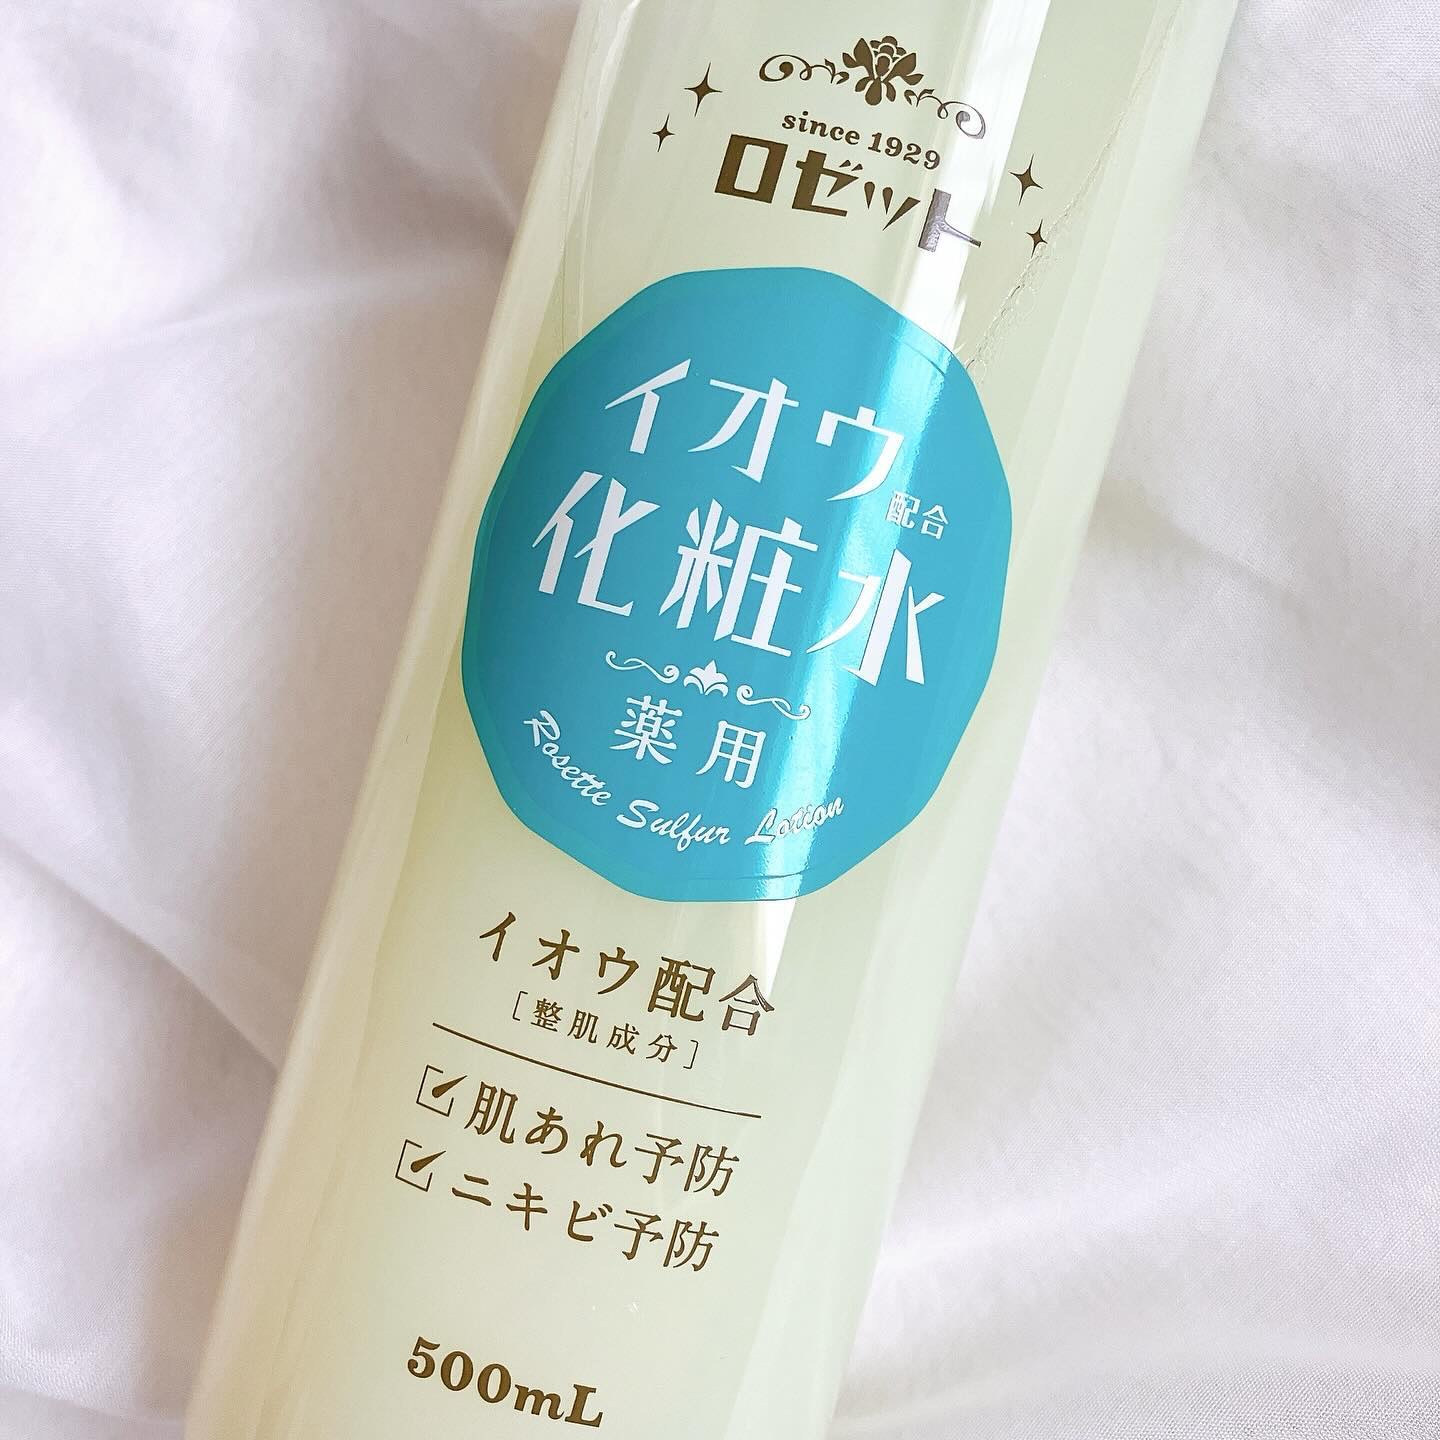 since 1929
ロゼット
イオウ配合
化粧水
薬用
Rosette Sulfur Lotion
イオウ配合
[整肌成分]
肌あれ予防
ニキビ予防
500mL